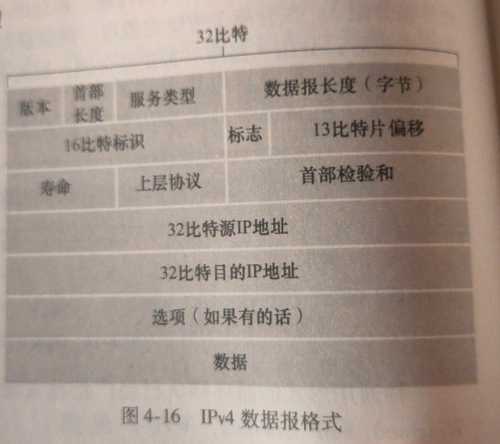 32比特
版本 首部长度 服务类型 数据报长度（字节）
16比特标识 标志 13比特片偏移
寿命 上层协议 首部检验和
32比特源IP地址
32比特目的IP地址
选项（如果有的话）
数据
图 4-16 IPv4 数据报格式